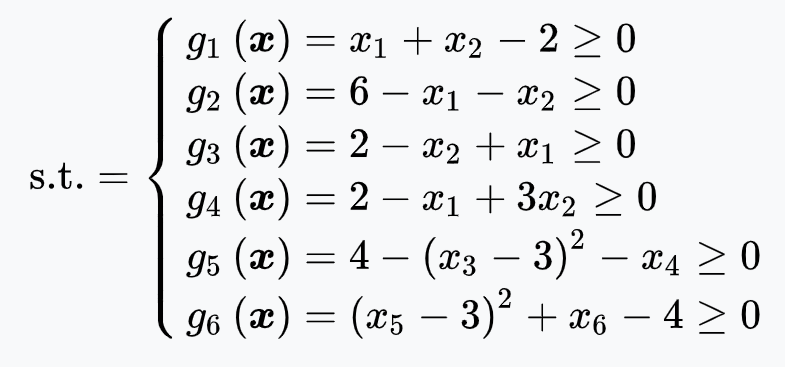 g₁ (𝒙) = x₁ + x₂ − 2 ≥ 0
g₂ (𝒙) = 6 − x₁ − x₂ ≥ 0
g₃ (𝒙) = 2 − x₂ + x₁ ≥ 0
s.t. =
g₄ (𝒙) = 2 − x₁ + 3x₂ ≥ 0
g₅ (𝒙) = 4 − (x₃ − 3)² − x₄ ≥ 0
g₆ (𝒙) = (x₅ − 3)² + x₆ − 4 ≥ 0